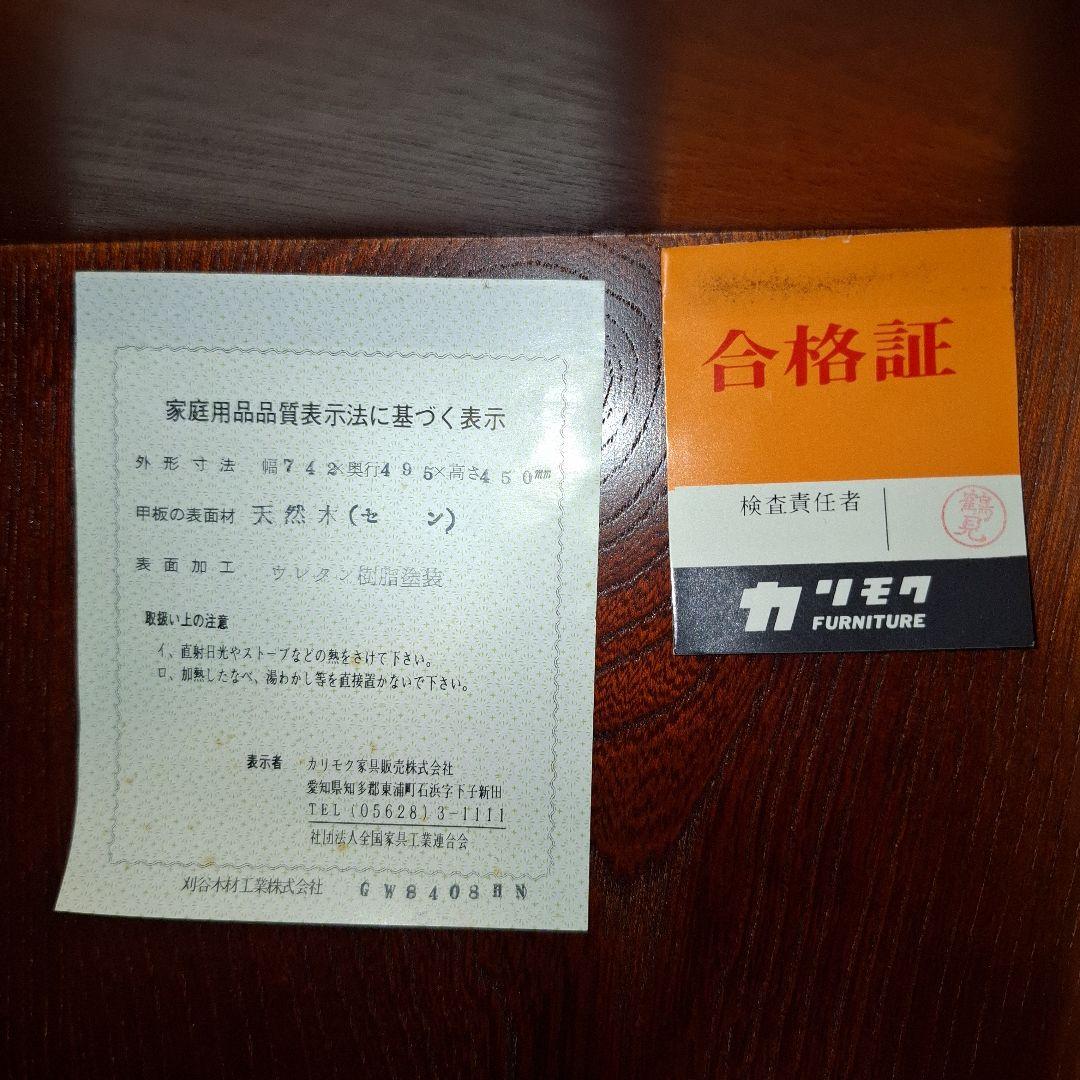 家庭用品品質表示法に基づく表示
外形寸法 幅742×奥行495×高さ450mm
甲板の表面材 天然木(セン)
表面加工 ウレタン樹脂塗装
取扱い上の注意
イ、直射日光やストーブなどの熱をさけて下さい。
ロ、加熱したなべ、湯わかし等を直接置かないで下さい。
表示者 カリモク家具販売株式会社
愛知県知多郡東浦町石浜字下子新田
TEL(05628)3-1111
社団法人全国家具工業連合会
刈谷木材工業株式会社 GW8408HN
合格証
検査責任者
鶴見
カリモク
FURNITURE